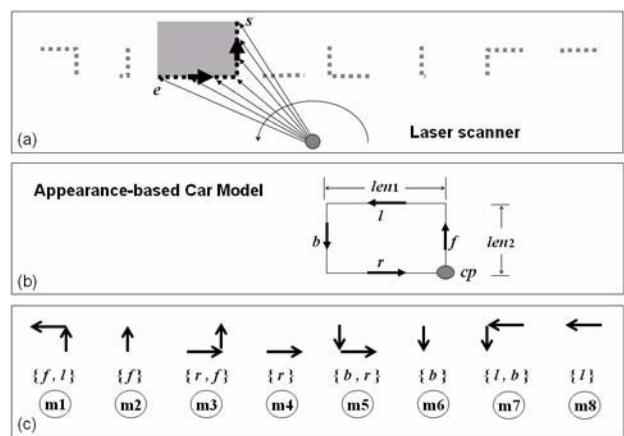 s
e
(a)
Laser scanner
Appearance-based Car Model
len1
l
b
f
len2
r
cp
(b)
{f, l} {f} {r, f} {r} {b, r} {b} {l, b} {l}
m1 m2 m3 m4 m5 m6 m7 m8
(c)